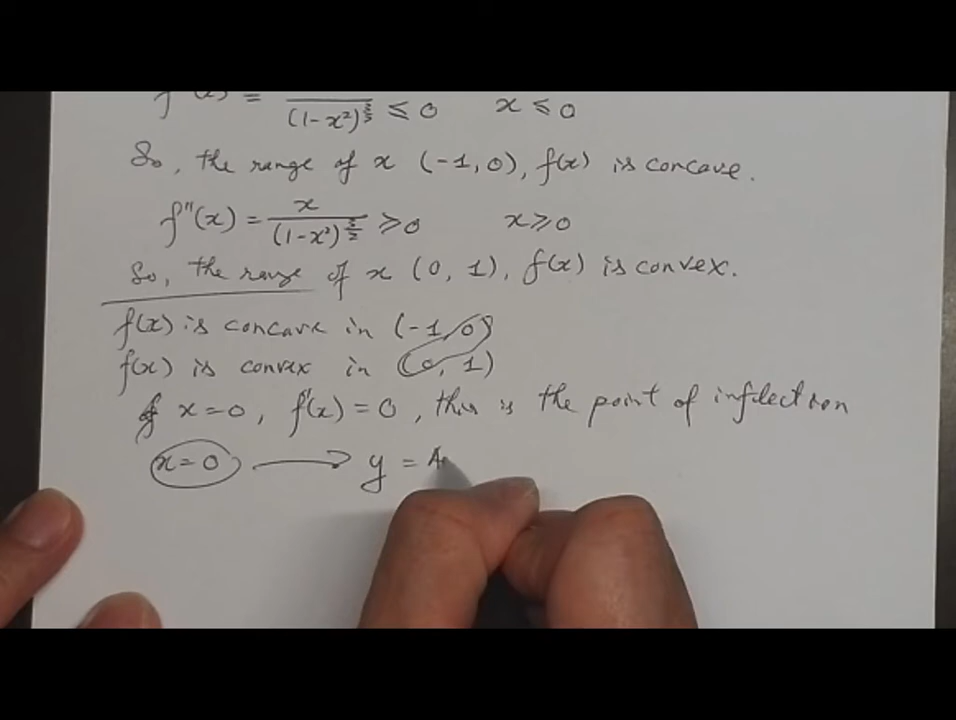 f (x) = (1-x²)^{3/2} ≤ 0 x ≤ 0
So, the range of x (-1, 0), f(x) is concave.
f''(x) = x/(1-x²)^{3/2} ≥ 0 x ≥ 0
So, the range of x (0, 1), f(x) is convex.
f(x) is concave in (-1, 0)
f(x) is convex in (0, 1)
If x=0, f''(x) = 0, this is the point of inflection
x=0 → y =